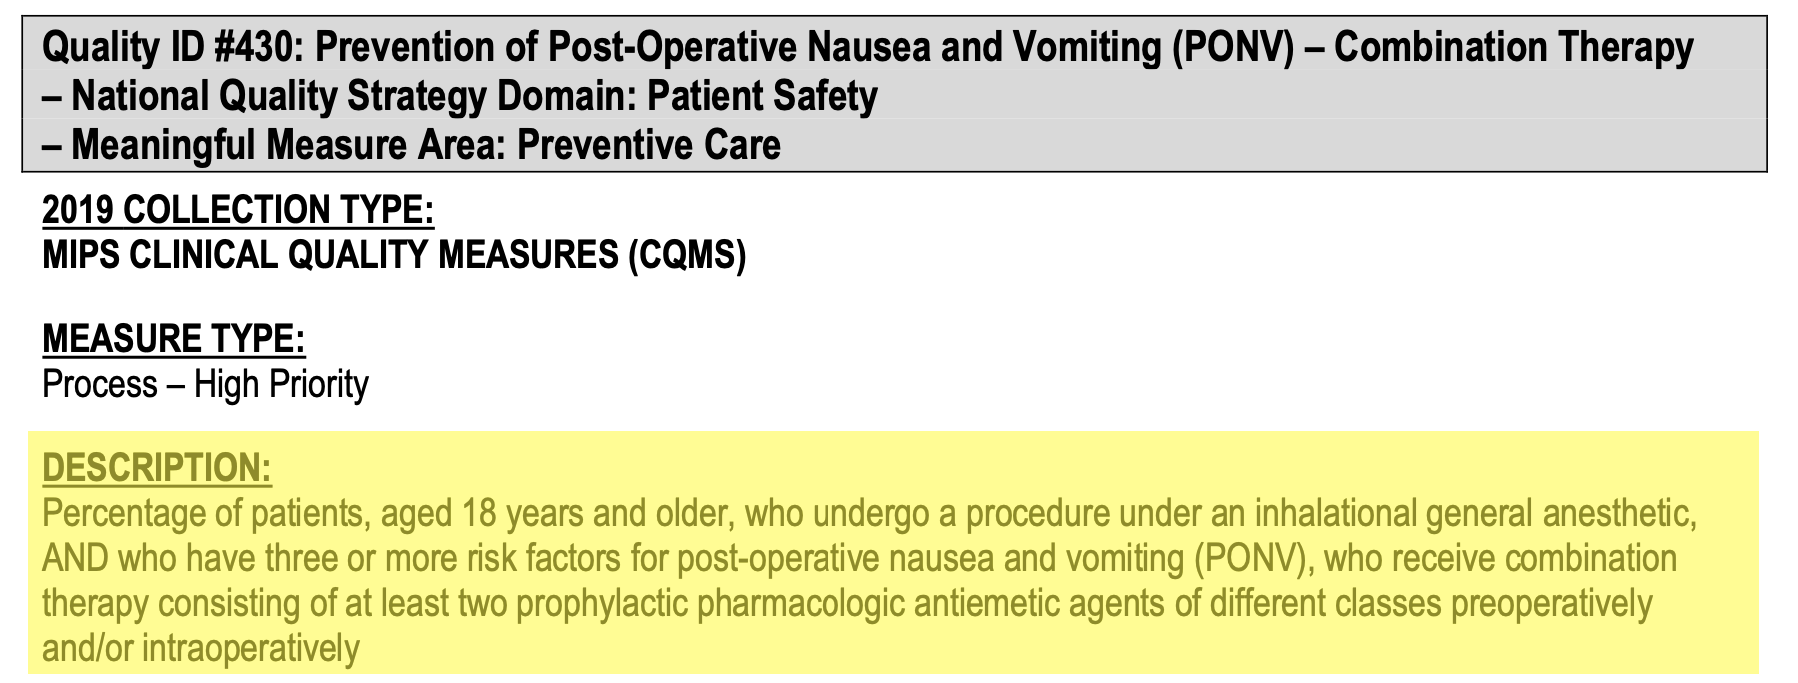 Quality ID #430: Prevention of Post-Operative Nausea and Vomiting (PONV) – Combination Therapy
– National Quality Strategy Domain: Patient Safety
– Meaningful Measure Area: Preventive Care
2019 COLLECTION TYPE:
MIPS CLINICAL QUALITY MEASURES (CQMS)
MEASURE TYPE:
Process – High Priority
DESCRIPTION:
Percentage of patients, aged 18 years and older, who undergo a procedure under an inhalational general anesthetic,
AND who have three or more risk factors for post-operative nausea and vomiting (PONV), who receive combination
therapy consisting of at least two prophylactic pharmacologic antiemetic agents of different classes preoperatively
and/or intraoperatively